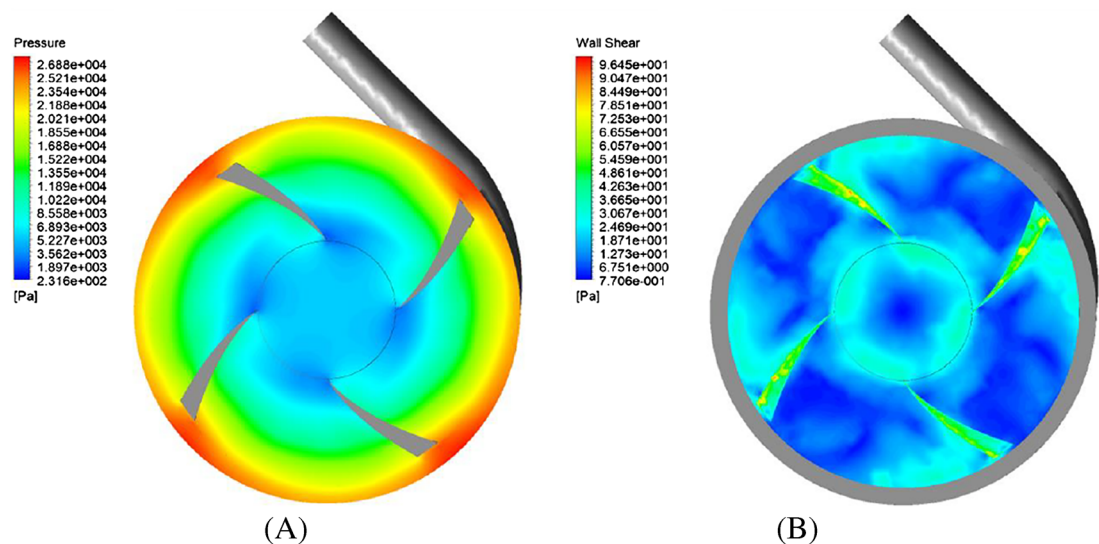 Pressure
2.688e+004
2.521e+004
2.354e+004
2.188e+004
2.021e+004
1.855e+004
1.688e+004
1.522e+004
1.355e+004
1.189e+004
1.022e+004
8.558e+003
6.893e+003
5.227e+003
3.562e+003
1.897e+003
2.316e+002
[Pa]
(A)
Wall Shear
9.645e+001
9.047e+001
8.449e+001
7.851e+001
7.253e+001
6.655e+001
6.057e+001
5.459e+001
4.861e+001
4.263e+001
3.665e+001
3.067e+001
2.469e+001
1.871e+001
1.273e+001
6.751e+000
7.706e-001
[Pa]
(B)